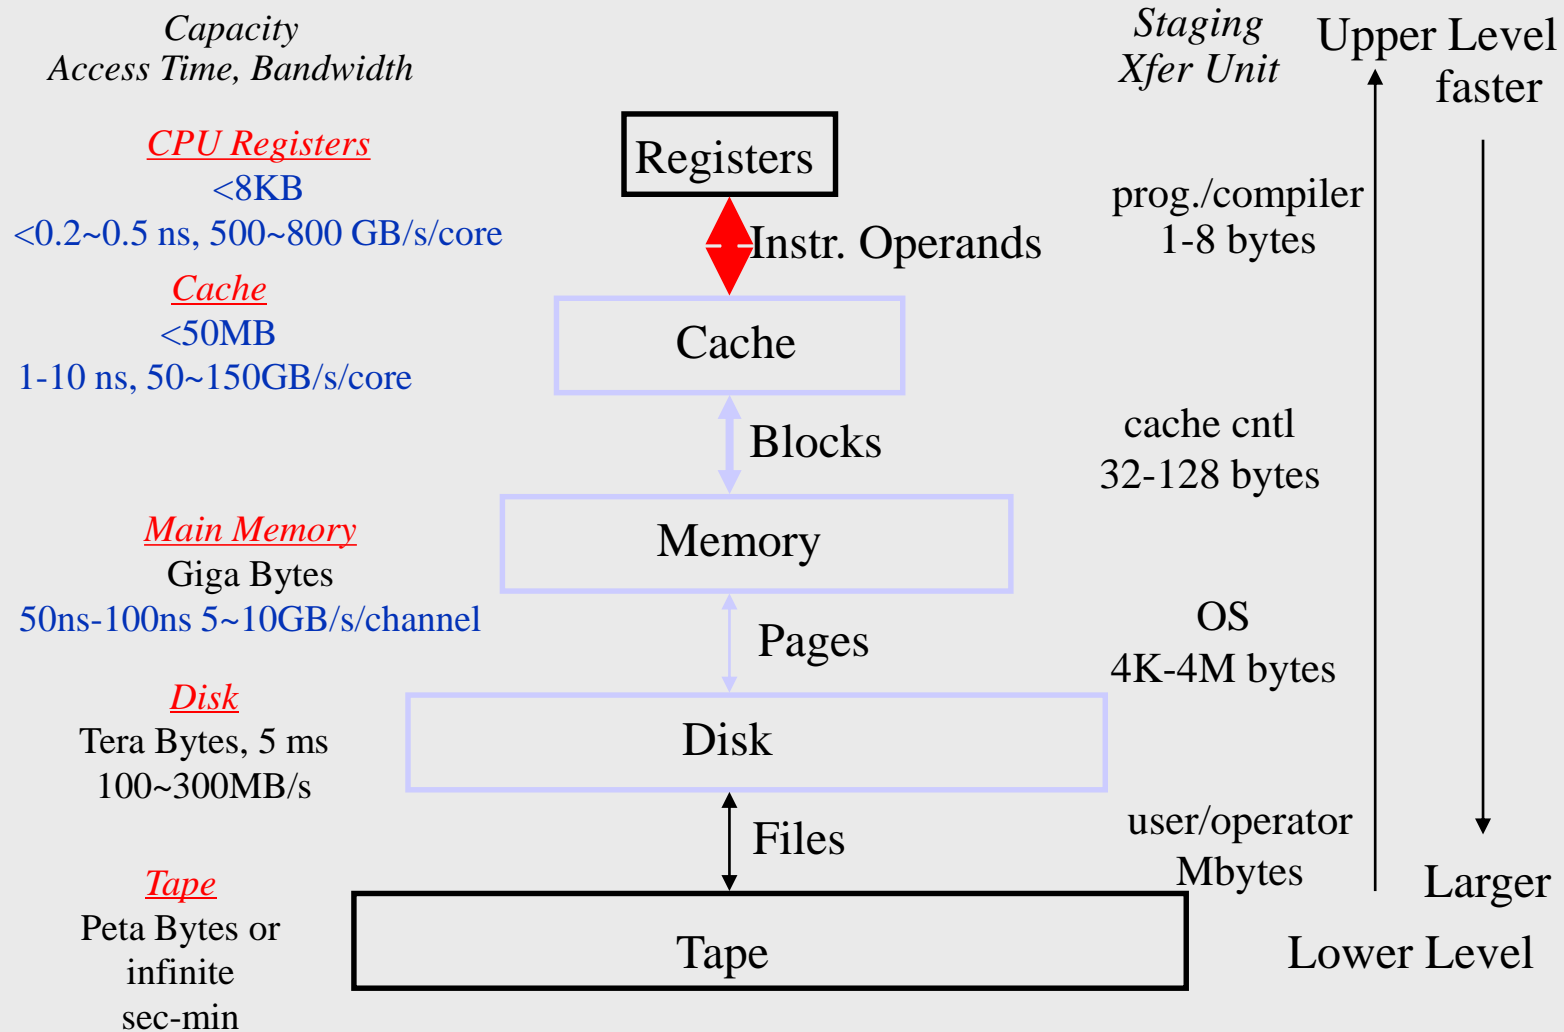 Capacity
Access Time, Bandwidth
Staging
Xfer Unit
Upper Level
faster
CPU Registers
<8KB
<0.2~0.5 ns, 500~800 GB/s/core
Registers
Instr. Operands
prog./compiler
1-8 bytes
Cache
<50MB
1-10 ns, 50~150GB/s/core
Cache
Blocks
cache cntl
32-128 bytes
Main Memory
Giga Bytes
50ns-100ns 5~10GB/s/channel
Memory
Pages
OS
4K-4M bytes
Disk
Tera Bytes, 5 ms
100~300MB/s
Disk
Files
user/operator
Mbytes
Tape
Peta Bytes or
infinite
sec-min
Tape
Larger
Lower Level